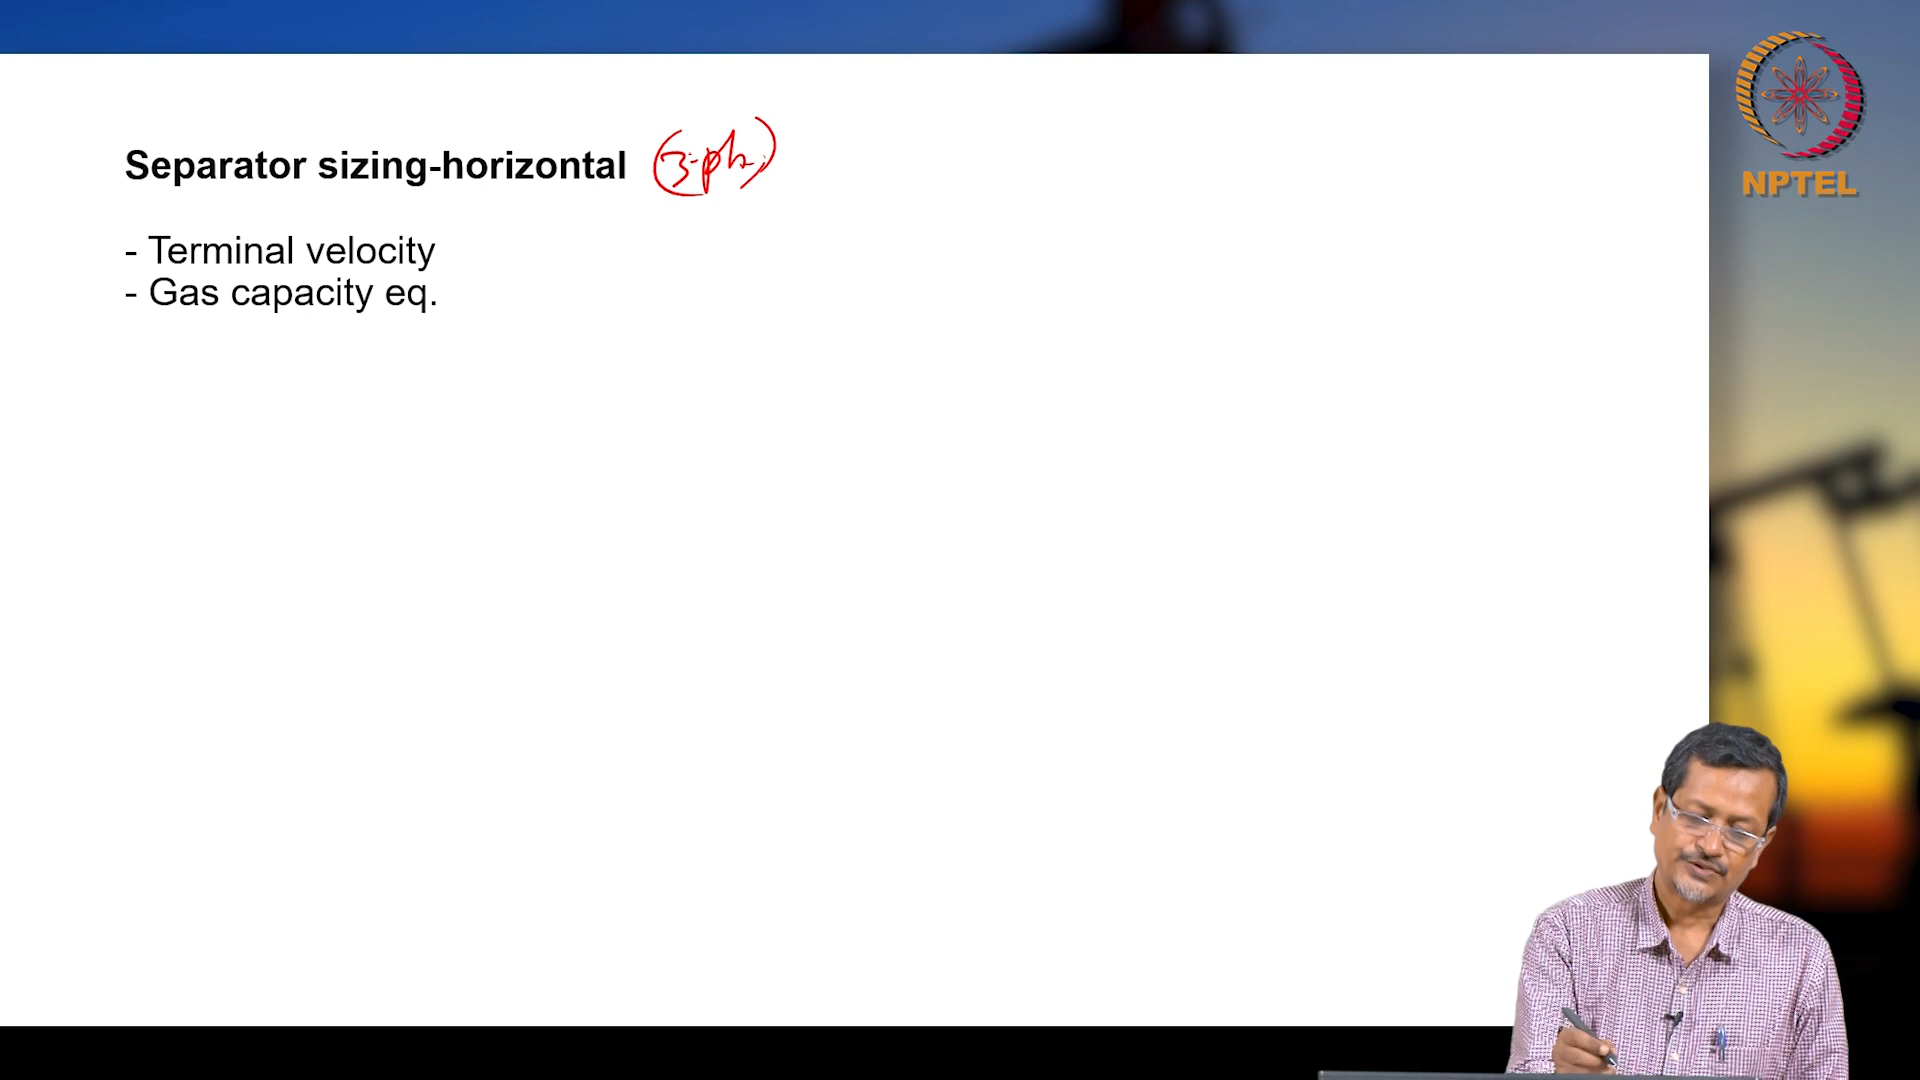 Separator sizing-horizontal (3-ph.)
- Terminal velocity
- Gas capacity eq.
NPTEL